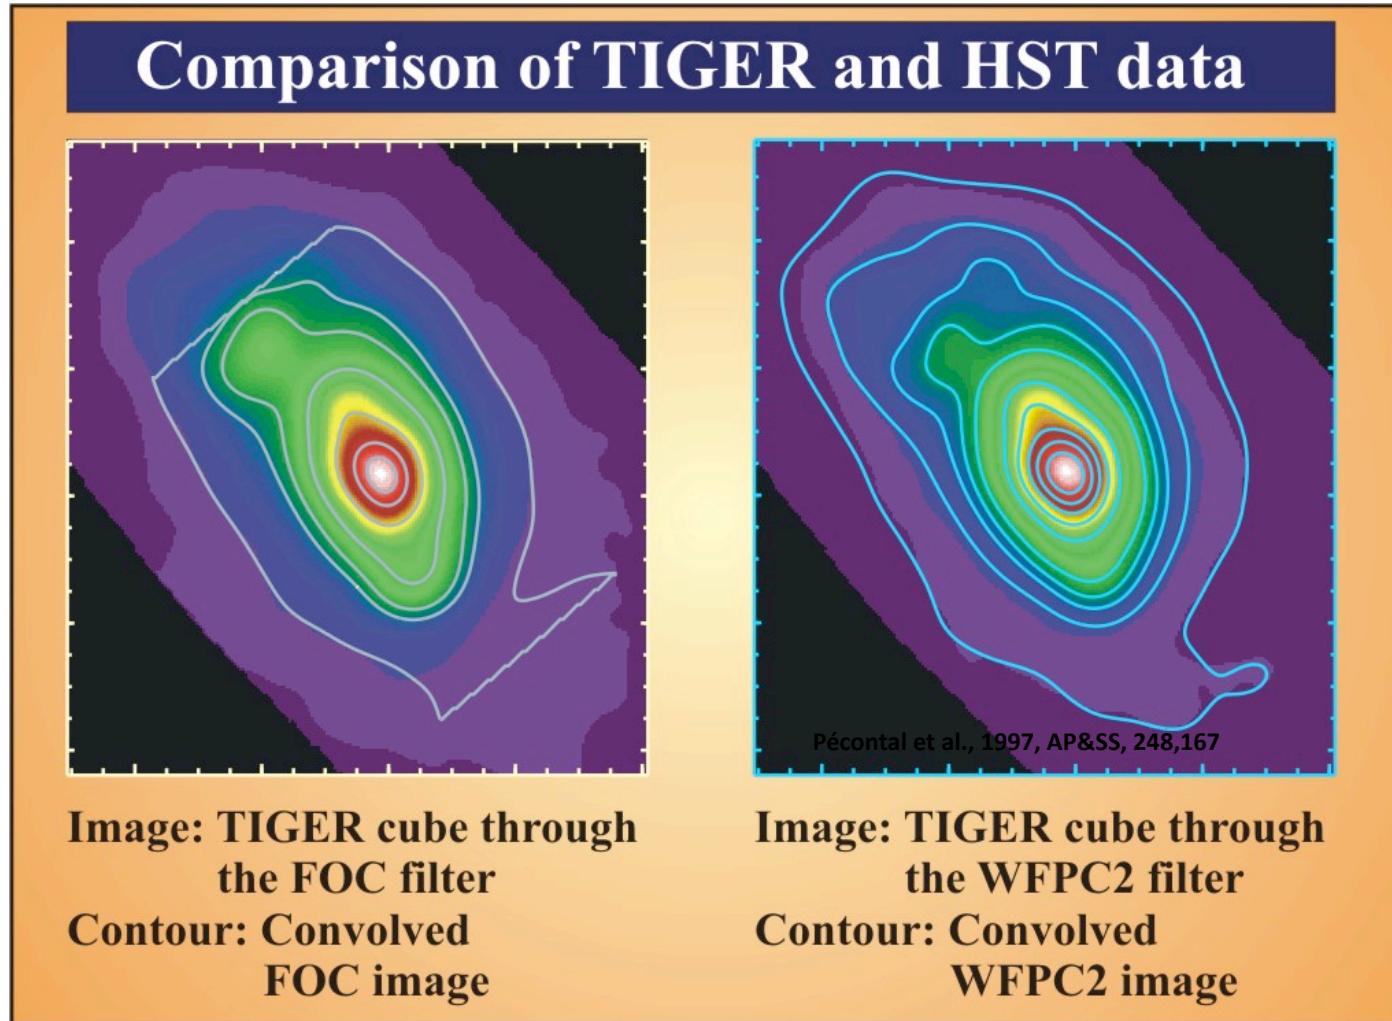 Comparison of TIGER and HST data
Pécontal et al., 1997, AP&SS, 248,167
Image: TIGER cube through
the FOC filter
Contour: Convolved
FOC image
Image: TIGER cube through
the WFPC2 filter
Contour: Convolved
WFPC2 image